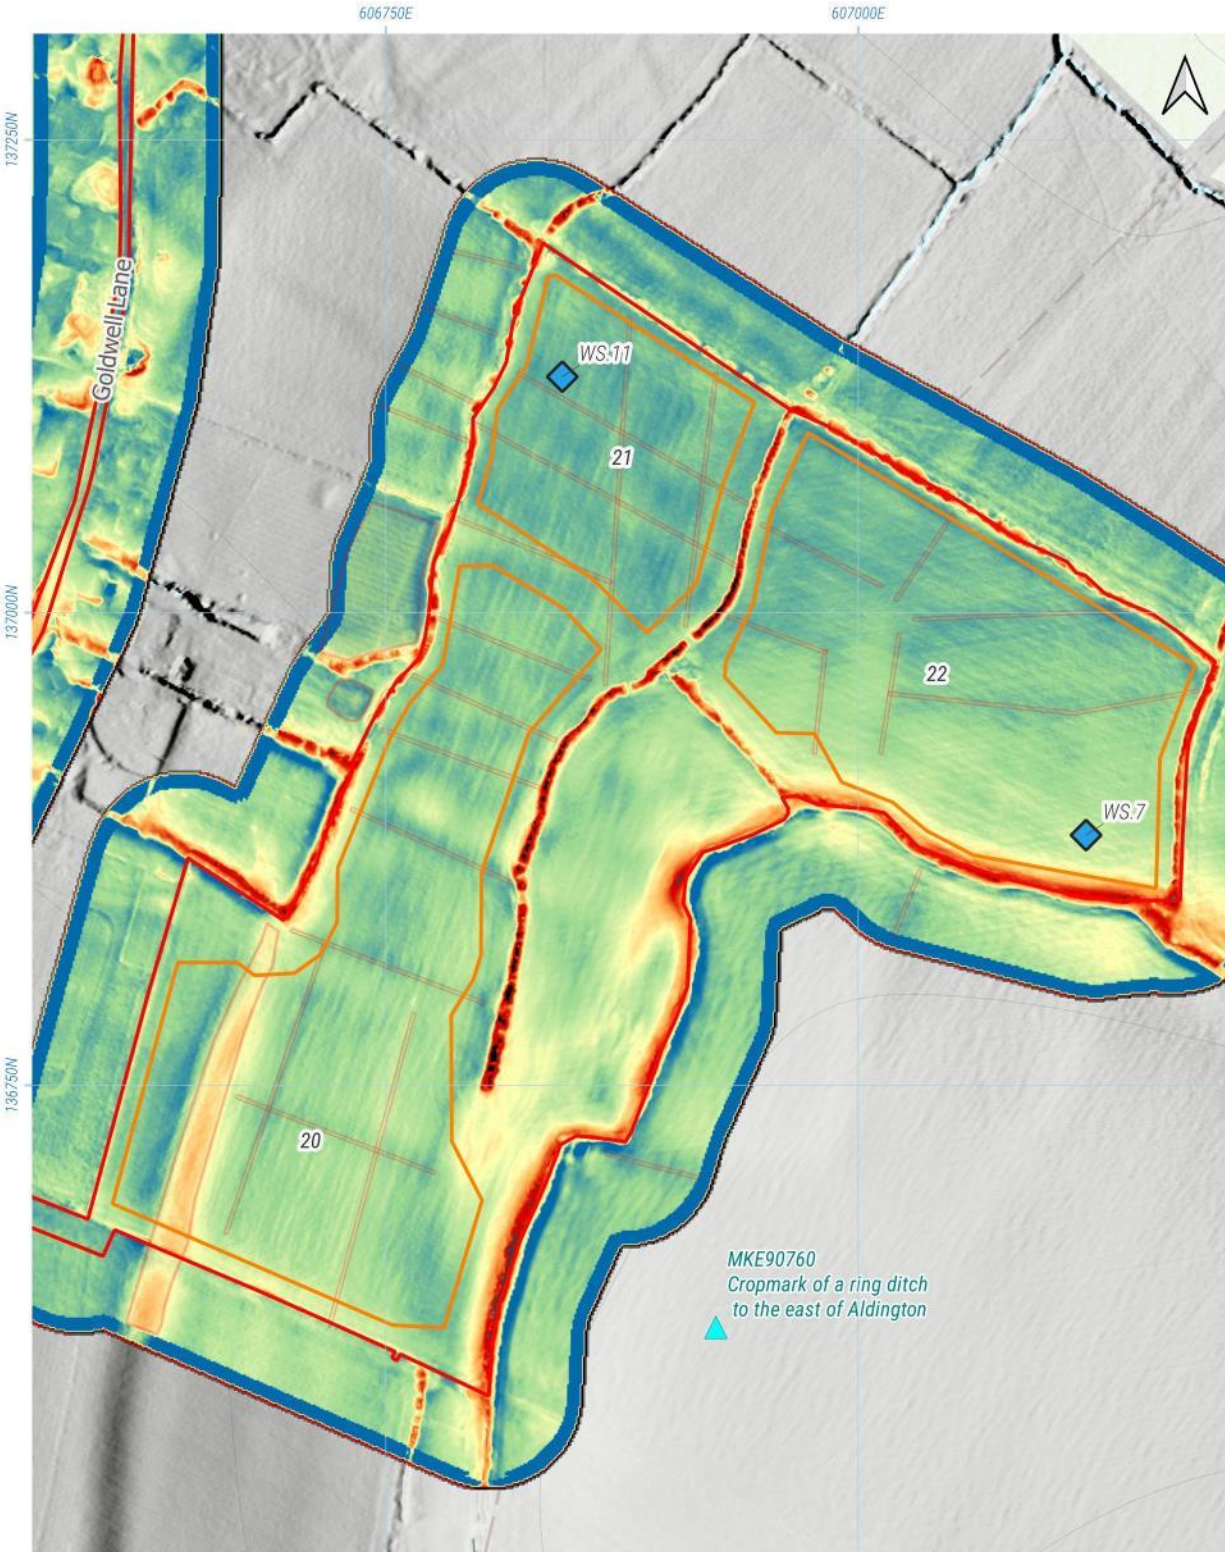 606750E
607000E
137250N
Goldwell Lane
WS.11
21
137000N
22
WS.7
136750N
20
MKE90760
Cropmark of a ring ditch
to the east of Aldington